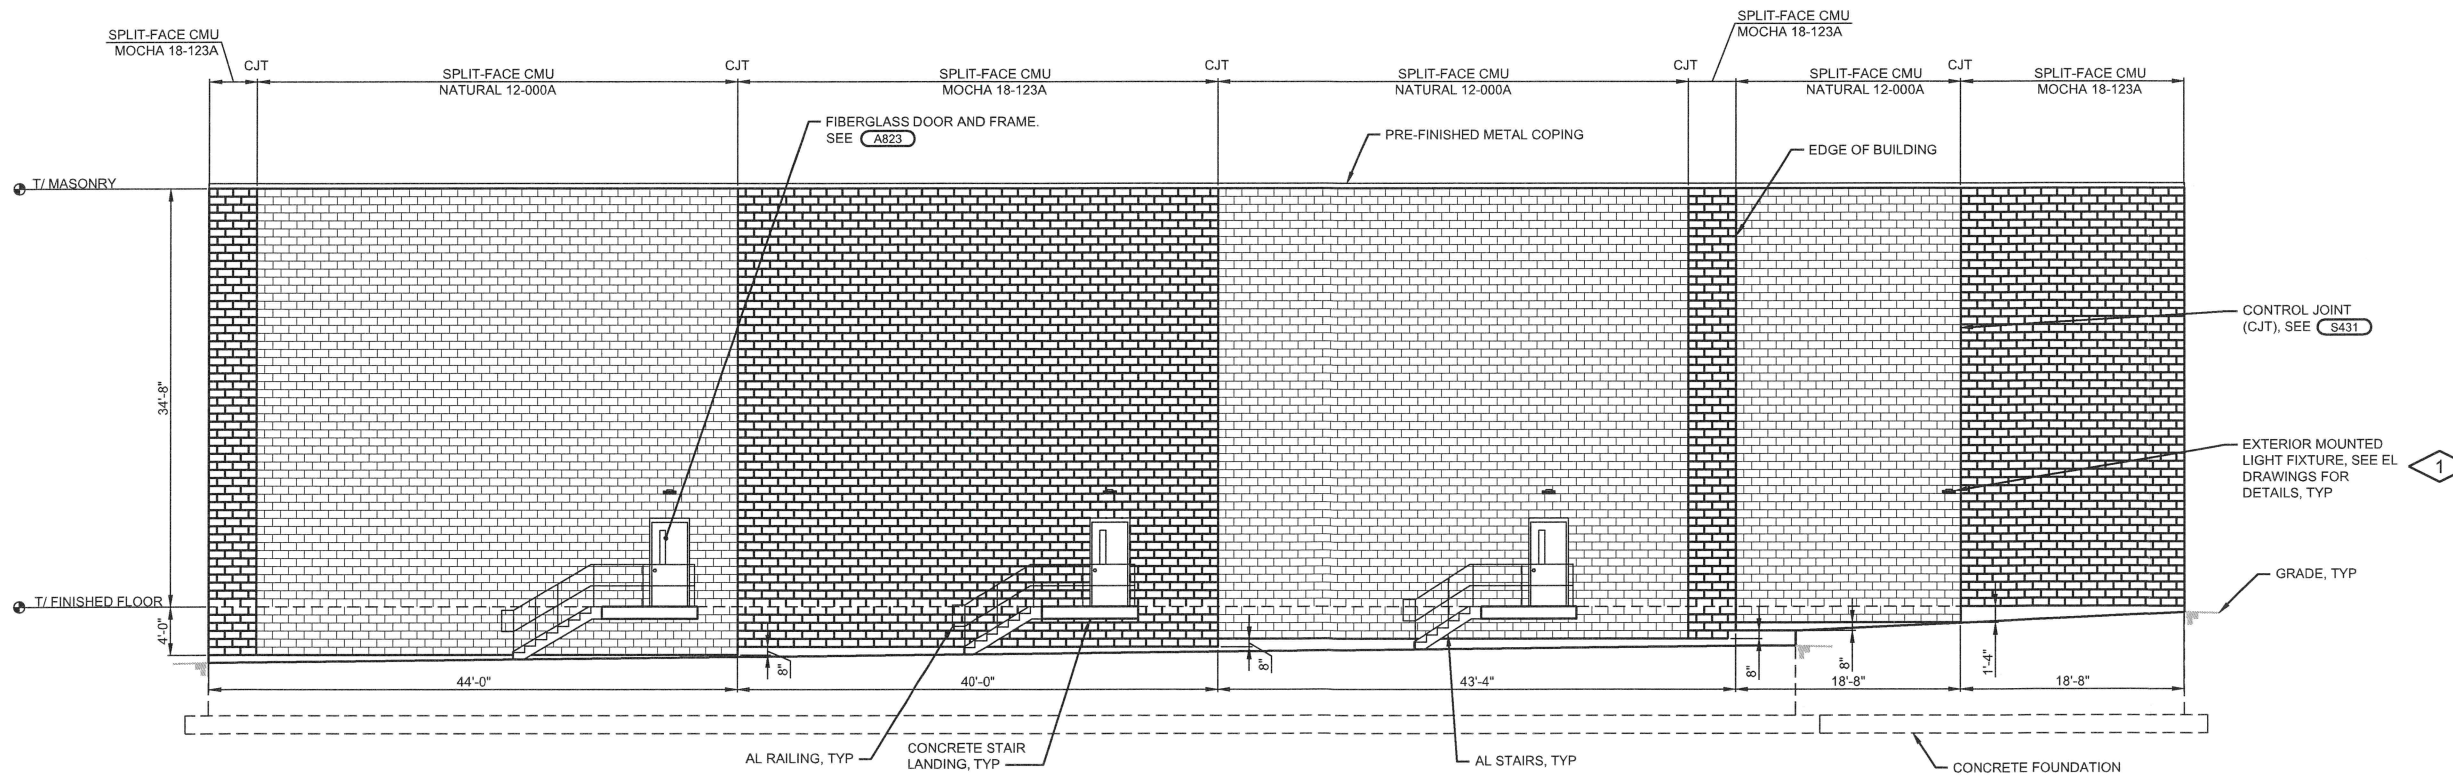 SPLIT-FACE CMU
MOCHA 18-123A
SPLIT-FACE CMU
MOCHA 18-123A
CJT
CJT
CJT
CJT
CJT
SPLIT-FACE CMU
NATURAL 12-000A
SPLIT-FACE CMU
MOCHA 18-123A
SPLIT-FACE CMU
NATURAL 12-000A
SPLIT-FACE CMU
NATURAL 12-000A
SPLIT-FACE CMU
MOCHA 18-123A
FIBERGLASS DOOR AND FRAME.
SEE A823
PRE-FINISHED METAL COPING
EDGE OF BUILDING
T/ MASONRY
34'-8"
CONTROL JOINT
(CJT), SEE S431
EXTERIOR MOUNTED
LIGHT FIXTURE, SEE EL
DRAWINGS FOR
DETAILS, TYP
1
GRADE, TYP
T/ FINISHED FLOOR
4'-0"
8"
8"
8"
8"
1'-4"
44'-0"
40'-0"
43'-4"
18'-8"
18'-8"
AL RAILING, TYP
CONCRETE STAIR
LANDING, TYP
AL STAIRS, TYP
CONCRETE FOUNDATION